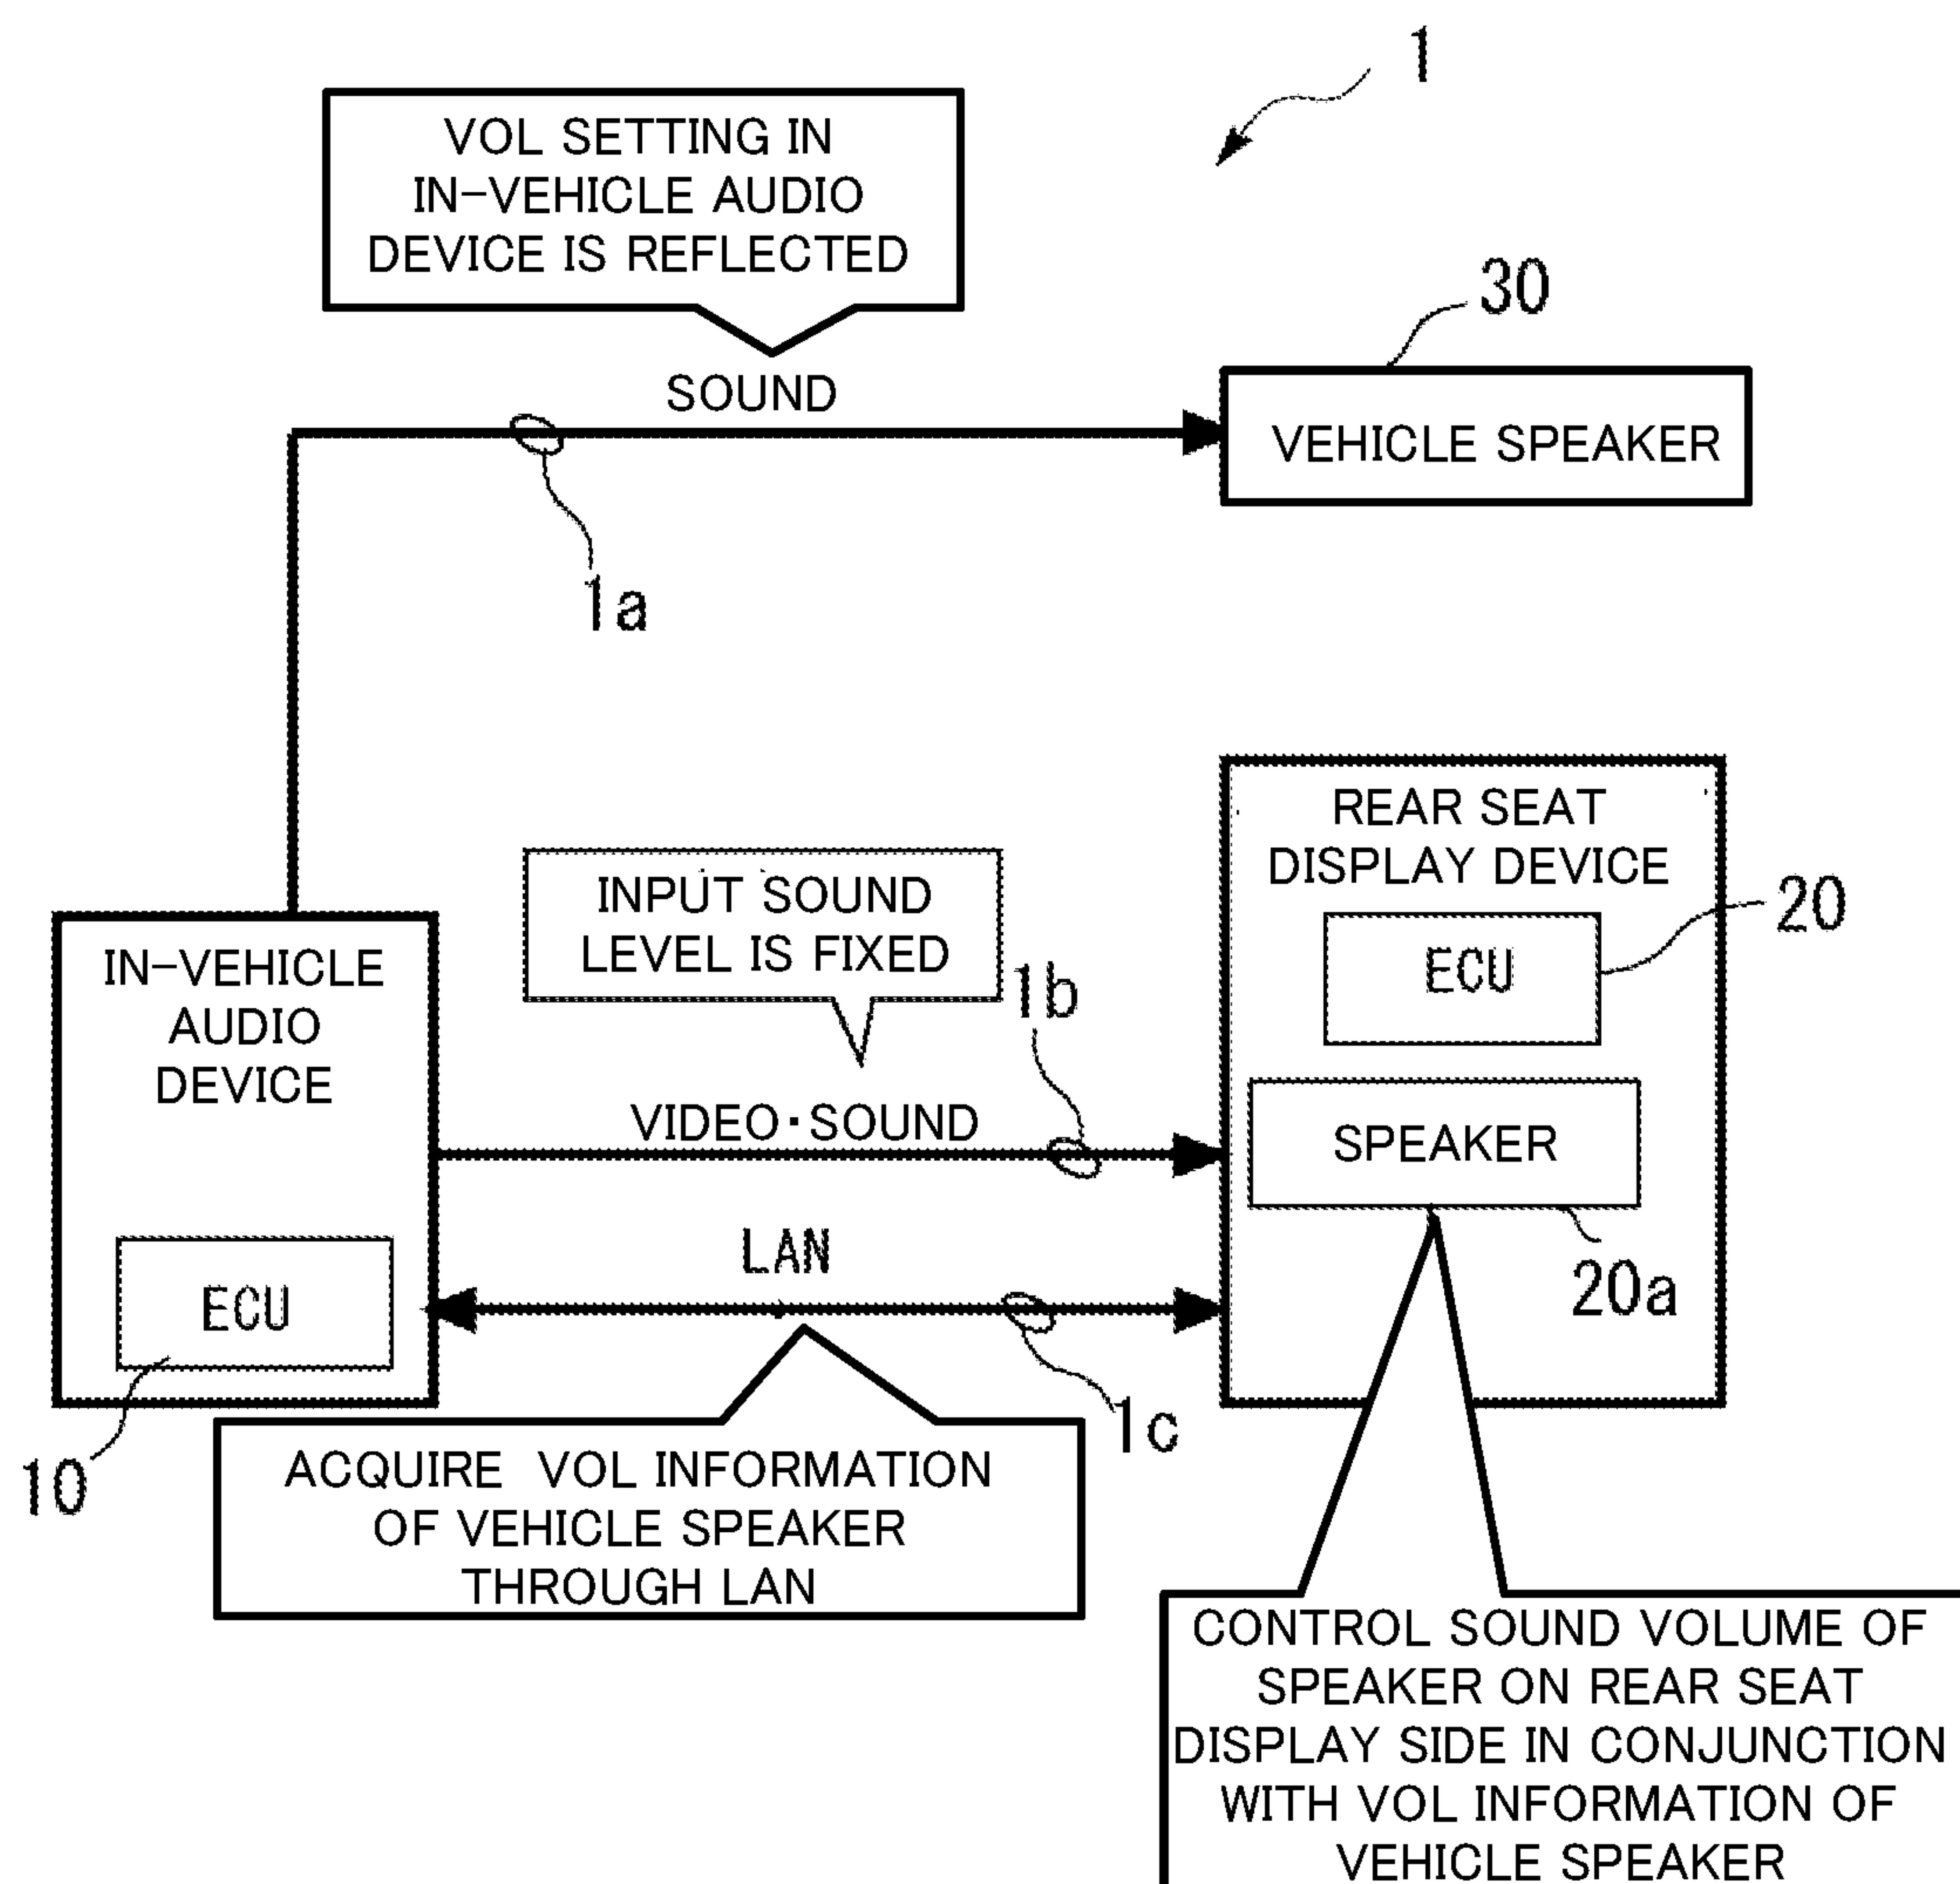 1
VOL SETTING IN
IN-VEHICLE AUDIO
DEVICE IS REFLECTED
30
SOUND
VEHICLE SPEAKER
1a
REAR SEAT
DISPLAY DEVICE
INPUT SOUND
LEVEL IS FIXED
20
ECU
IN-VEHICLE
AUDIO
DEVICE
1b
VIDEO·SOUND
SPEAKER
LAN
20a
ECU
1c
10
ACQUIRE VOL INFORMATION
OF VEHICLE SPEAKER
THROUGH LAN
CONTROL SOUND VOLUME OF
SPEAKER ON REAR SEAT
DISPLAY SIDE IN CONJUNCTION
WITH VOL INFORMATION OF
VEHICLE SPEAKER